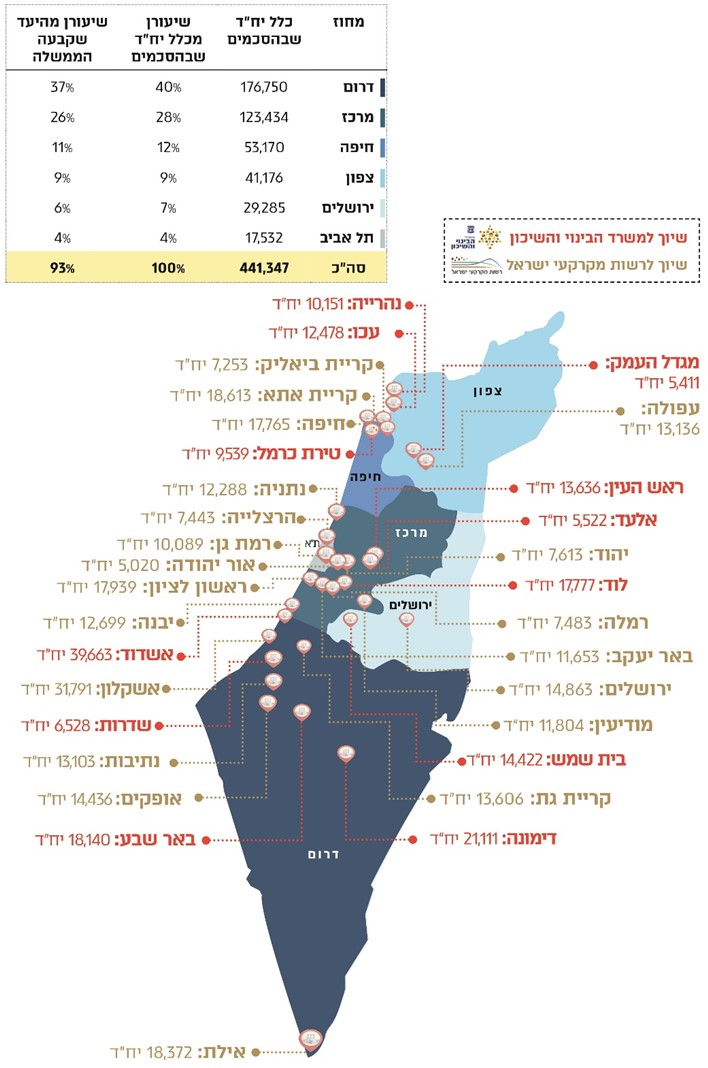 מחוז | כלל יח"ד שבהסכמים | שיעורן מכלל יח"ד שבהסכמים | שיעורן מהיעד שקבעה הממשלה
דרום | 176,750 | 40% | 37%
מרכז | 123,434 | 28% | 26%
חיפה | 53,170 | 12% | 11%
צפון | 41,176 | 9% | 9%
ירושלים | 29,285 | 7% | 6%
תל אביב | 17,532 | 4% | 4%
סה"כ | 441,347 | 100% | 93%
שיוך למשרד הבינוי והשיכון
הבינוי והשיכון
שיוך לרשות מקרקעי ישראל
רשות מקרקעי ישראל
נהרייה: 10,151 יח"ד
עכו: 12,478 יח"ד
קריית ביאליק: 7,253 יח"ד
קריית אתא: 18,613 יח"ד
חיפה: 17,765 יח"ד
טירת כרמל: 9,539 יח"ד
נתניה: 12,288 יח"ד
הרצלייה: 7,443 יח"ד
רמת גן: 10,089 יח"ד
אור יהודה: 5,020 יח"ד
ראשון לציון: 17,939 יח"ד
יבנה: 12,699 יח"ד
אשדוד: 39,663 יח"ד
אשקלון: 31,791 יח"ד
שדרות: 6,528 יח"ד
נתיבות: 13,103 יח"ד
אופקים: 14,436 יח"ד
באר שבע: 18,140 יח"ד
אילת: 18,372 יח"ד
מגדל העמק:
5,411 יח"ד
עפולה:
13,136 יח"ד
ראש העין: 13,636 יח"ד
אלעד: 5,522 יח"ד
יהוד: 7,613 יח"ד
לוד: 17,777 יח"ד
רמלה: 7,483 יח"ד
באר יעקב: 11,653 יח"ד
ירושלים: 14,863 יח"ד
מודיעין: 11,804 יח"ד
בית שמש: 14,422 יח"ד
קריית גת: 13,606 יח"ד
דימונה: 21,111 יח"ד
צפון
חיפה
מרכז
ת"א
ירושלים
דרום